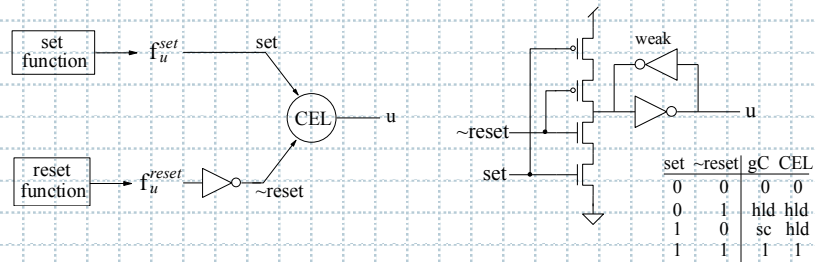 set
function
f_u^{set}
set
CEL
u
reset
function
f_u^{reset}
~reset
weak
u
~reset
set
set ~reset gC CEL
0 0 0 0
0 1 hld hld
1 0 sc hld
1 1 1 1